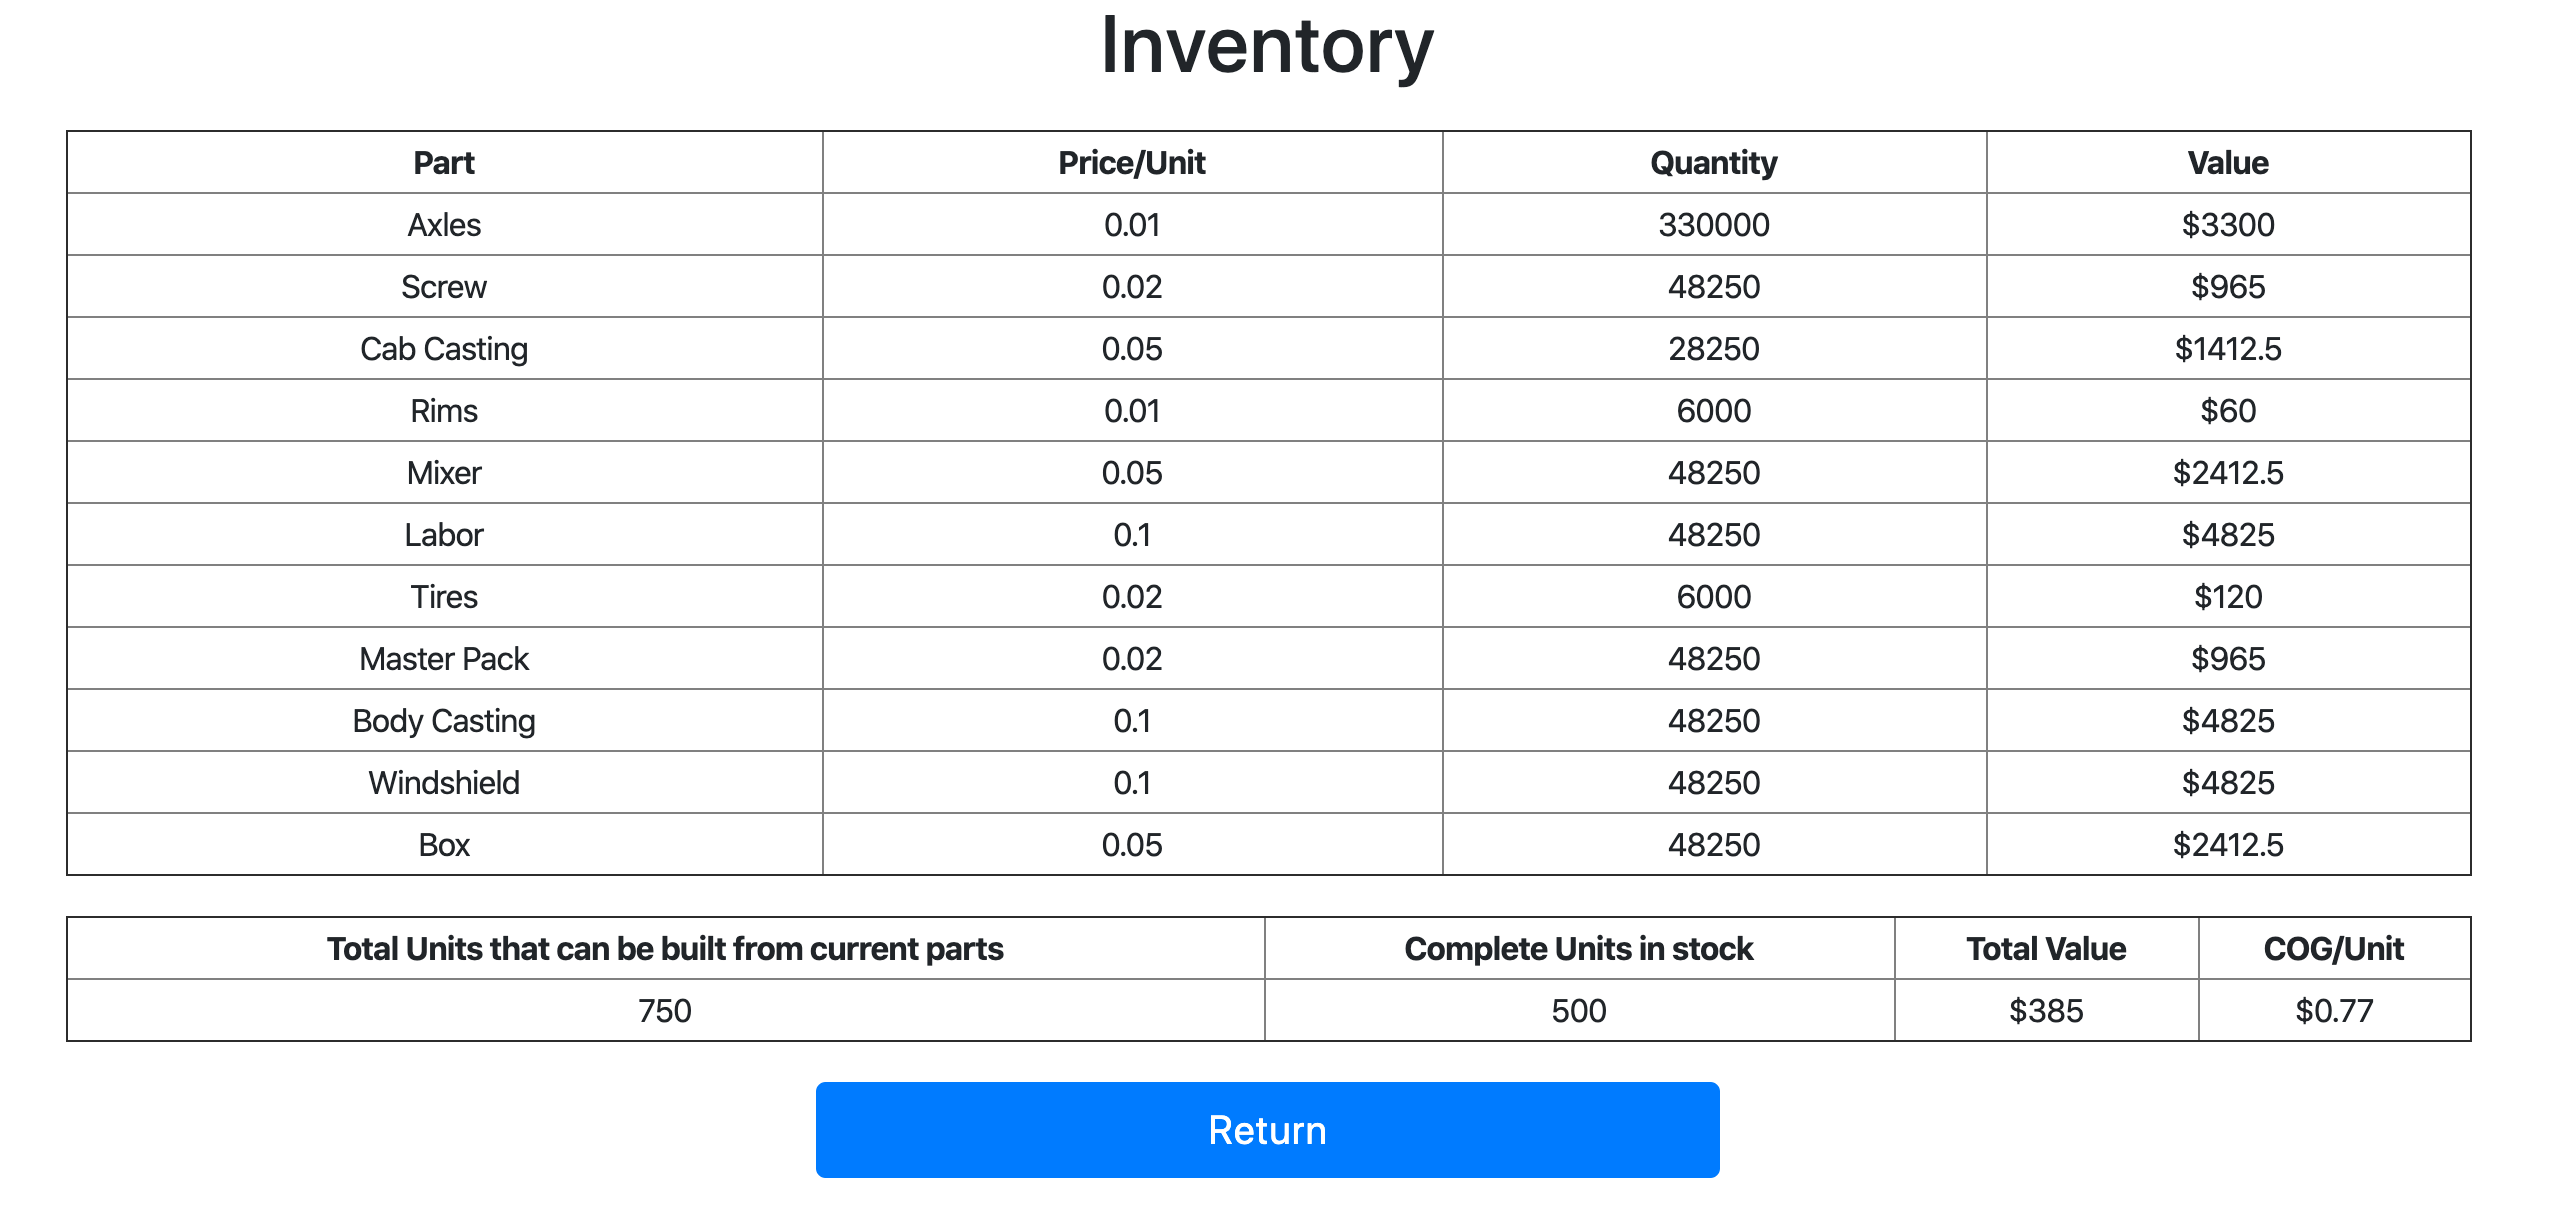 Inventory
Part Price/Unit Quantity Value
Axles 0.01 330000 $3300
Screw 0.02 48250 $965
Cab Casting 0.05 28250 $1412.5
Rims 0.01 6000 $60
Mixer 0.05 48250 $2412.5
Labor 0.1 48250 $4825
Tires 0.02 6000 $120
Master Pack 0.02 48250 $965
Body Casting 0.1 48250 $4825
Windshield 0.1 48250 $4825
Box 0.05 48250 $2412.5
Total Units that can be built from current parts Complete Units in stock Total Value COG/Unit
750 500 $385 $0.77
Return